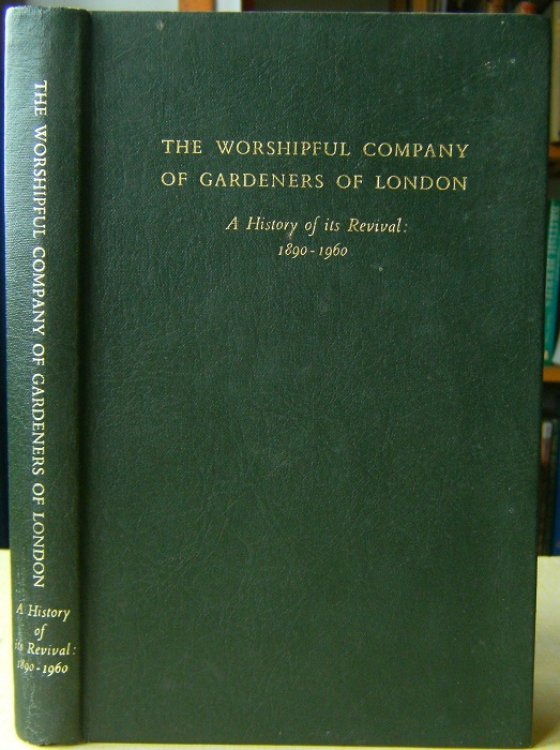 THE WORSHIPFUL COMPANY OF GARDENERS OF LONDON
A History
of
its Revival:
1890-1960
THE WORSHIPFUL COMPANY
OF GARDENERS OF LONDON
A History of its Revival:
1890-1960